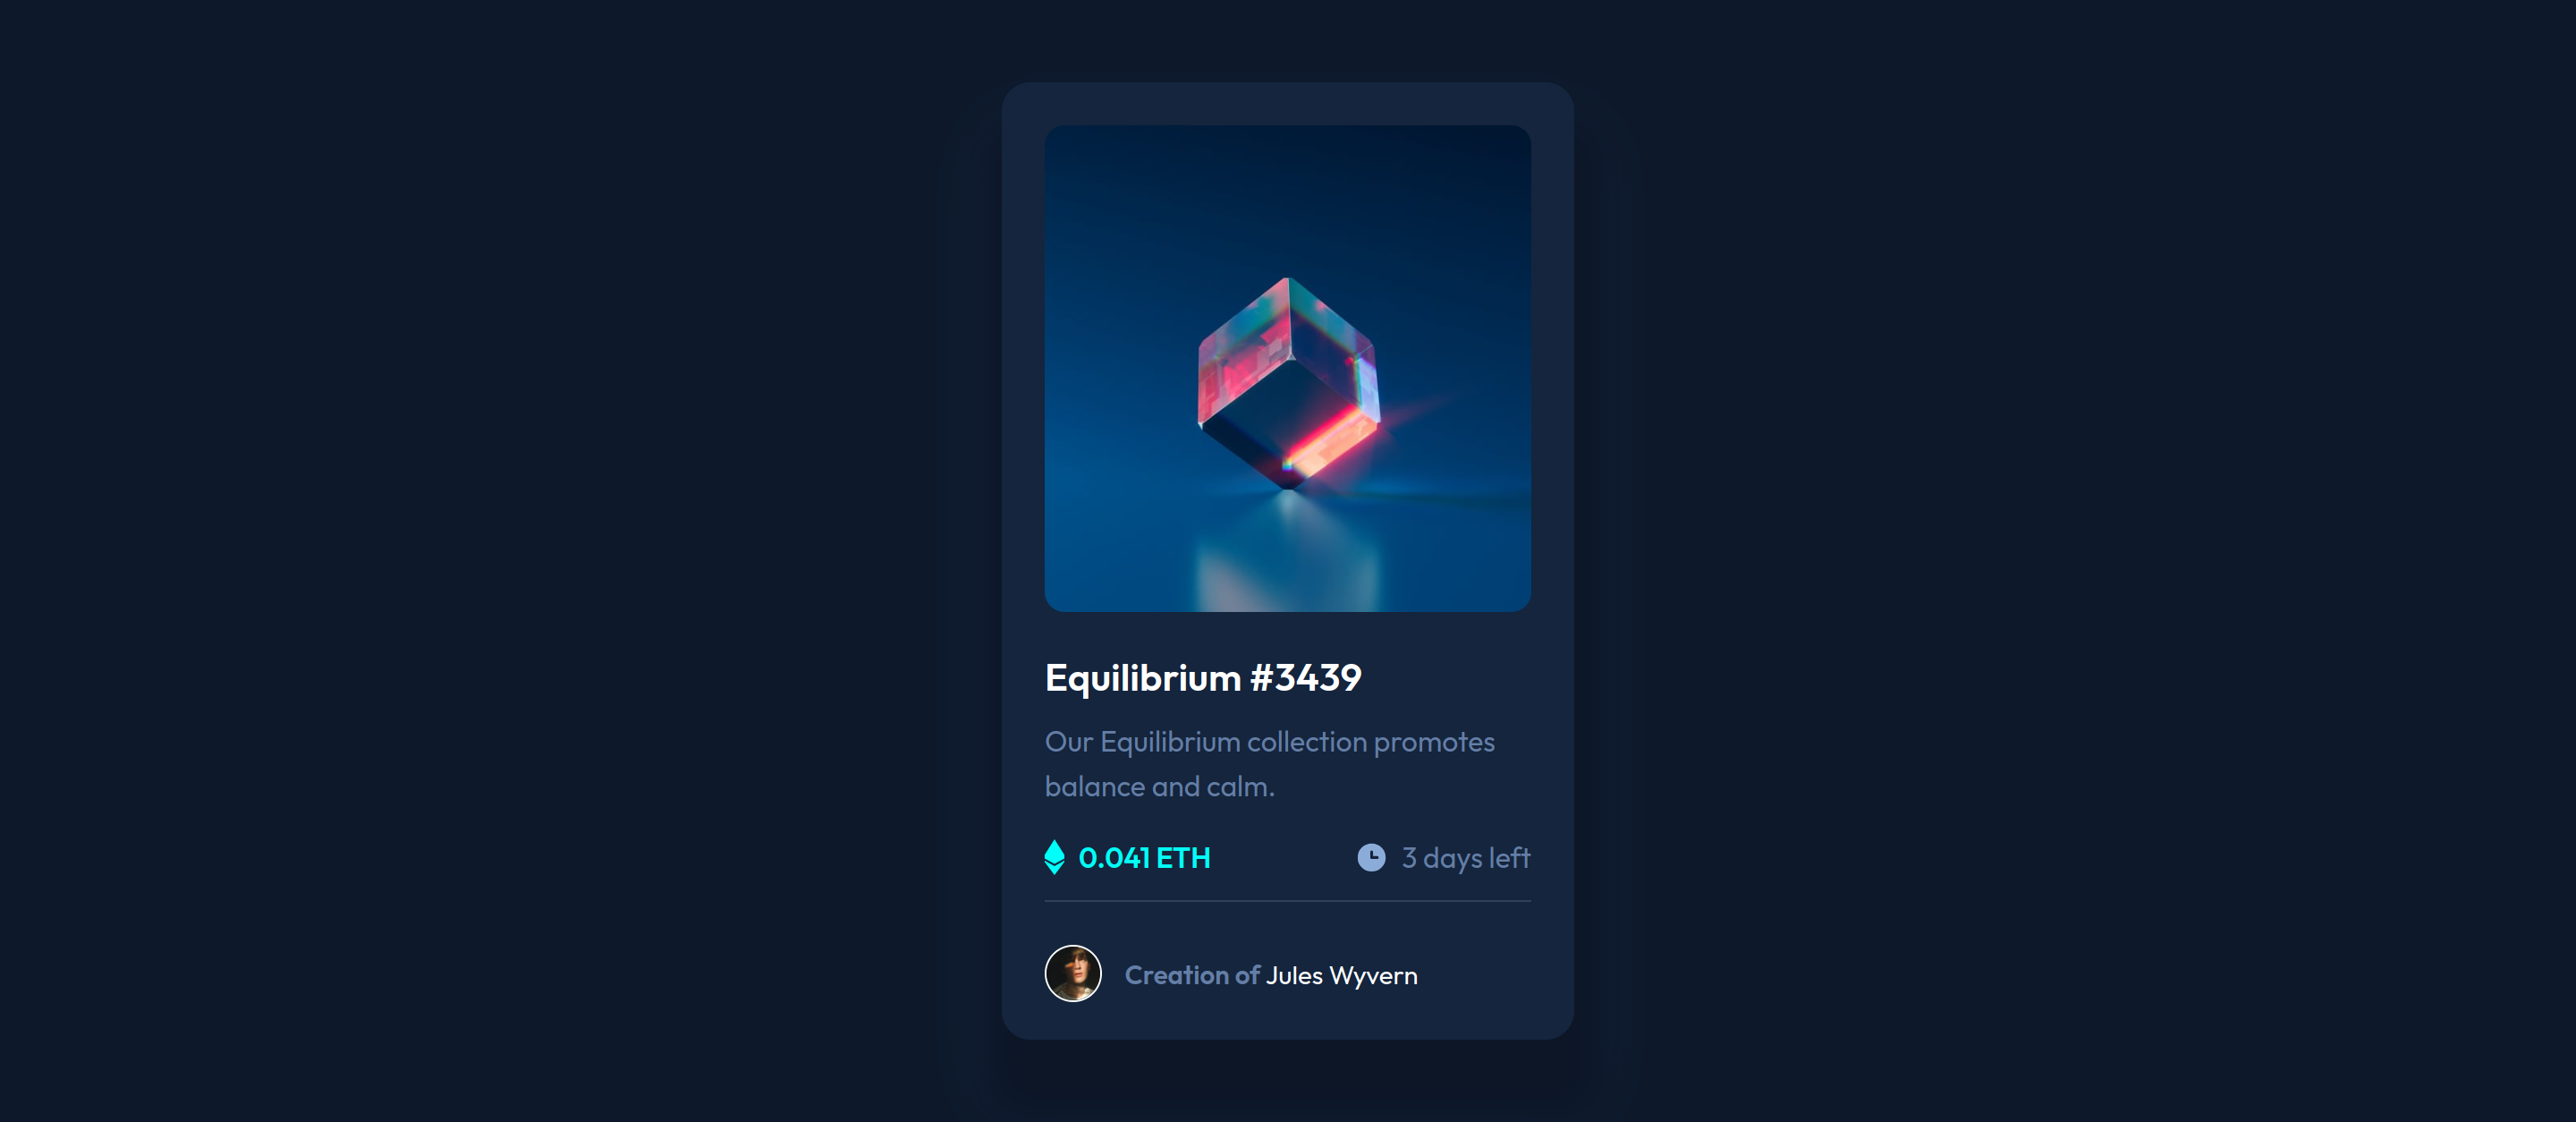 Equilibrium #3439
Our Equilibrium collection promotes
balance and calm.
0.041 ETH 3 days left
Creation of Jules Wyvern